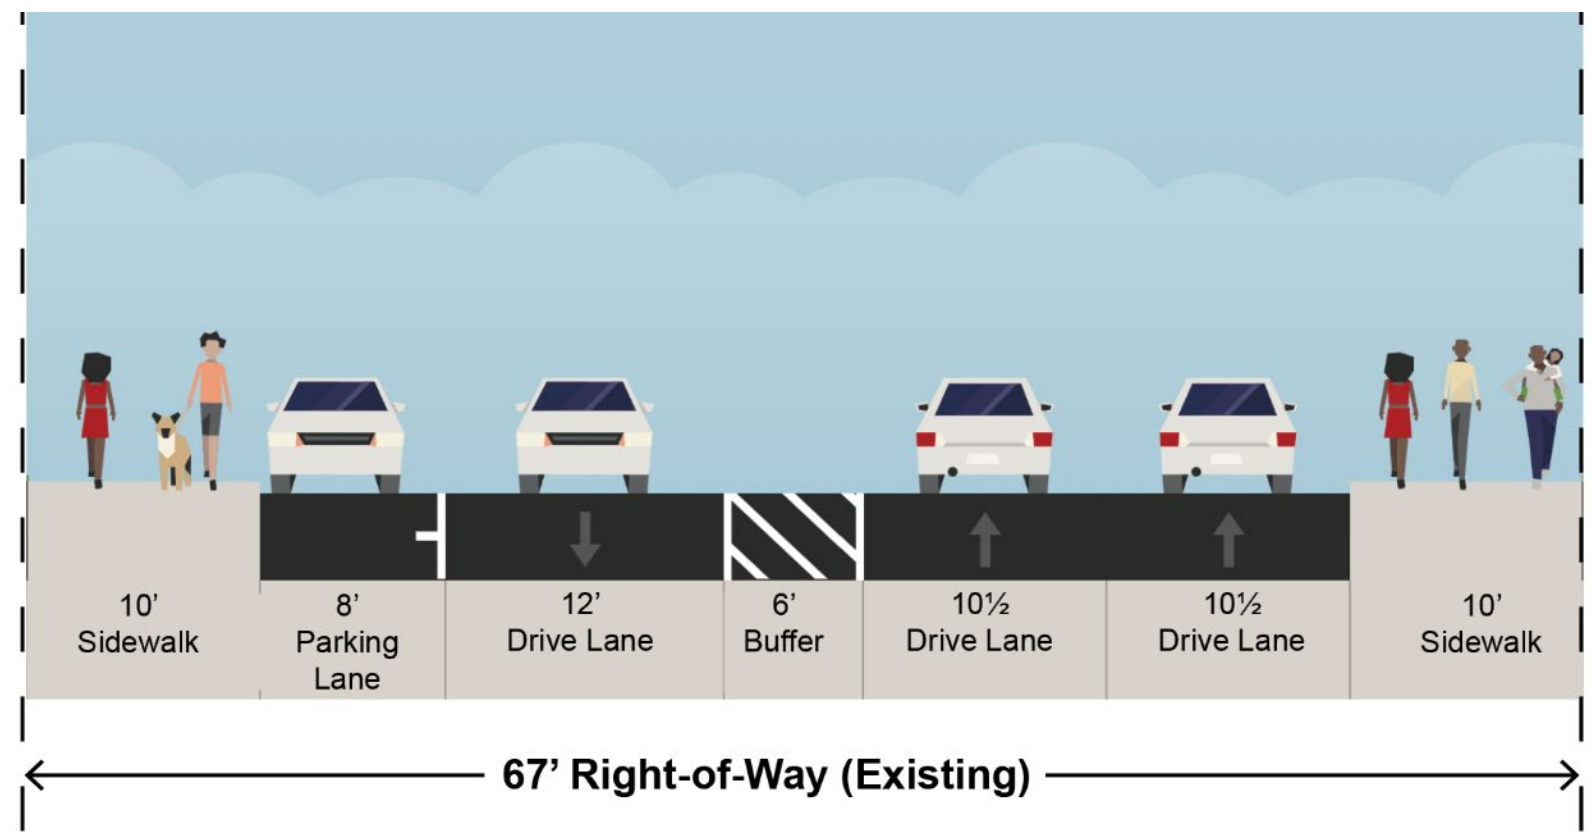 10’
Sidewalk
8’
Parking
Lane
12’
Drive Lane
6’
Buffer
10½
Drive Lane
10½
Drive Lane
10’
Sidewalk
67’ Right-of-Way (Existing)